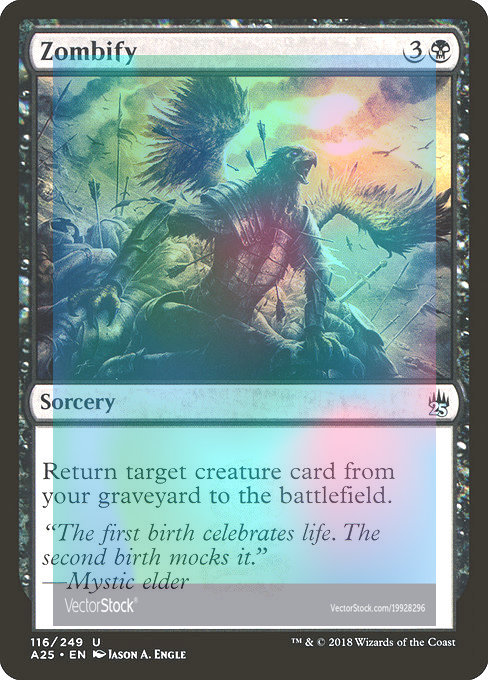 Zombify 3
Sorcery
25
Return target creature card from
your graveyard to the battlefield.
“The first birth celebrates life. The
second birth mocks it.”
—Mystic elder
VectorStock® VectorStock.com/19928296
116/249 U ™ & © 2018 Wizards of the Coast
A25 • EN Jason A. Engle